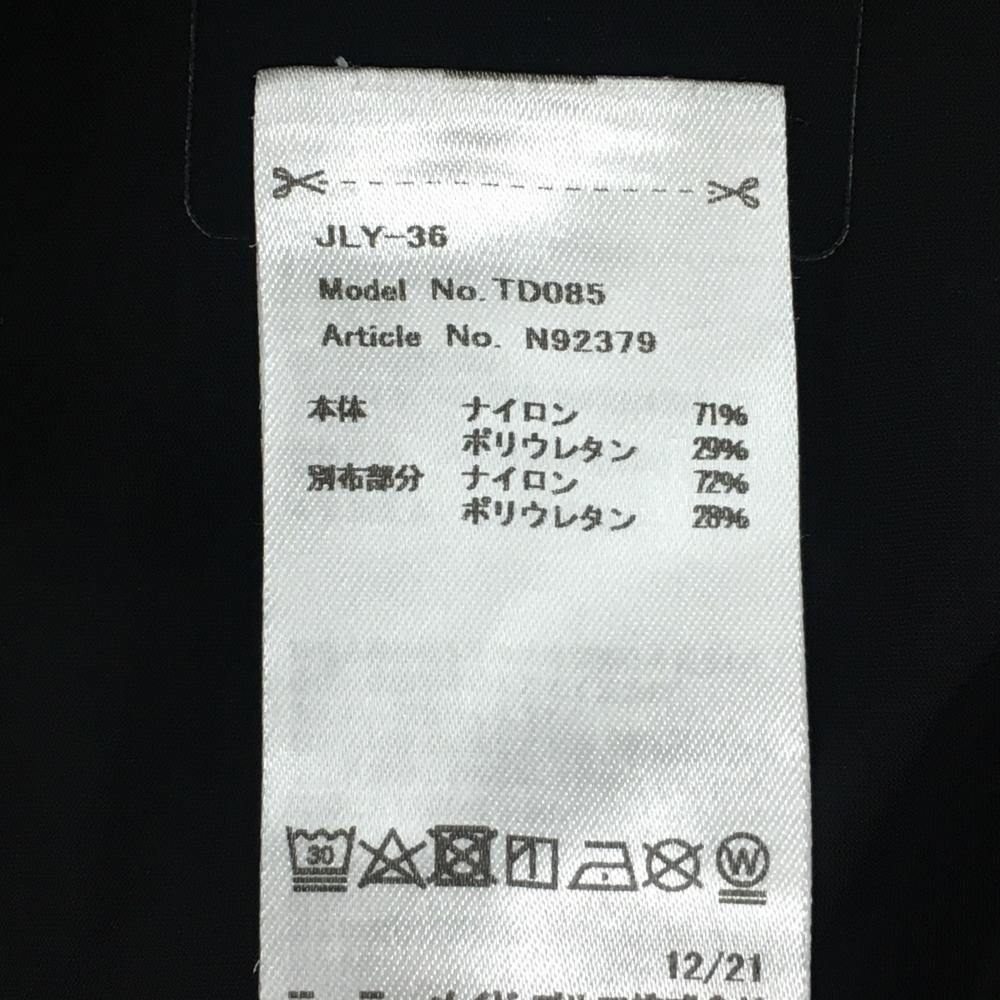 JLY-36
Model No. TD085
Article No. N92379
本体 ナイロン 71%
ポリウレタン 29%
別布部分 ナイロン 72%
ポリウレタン 28%
30 W
12/21